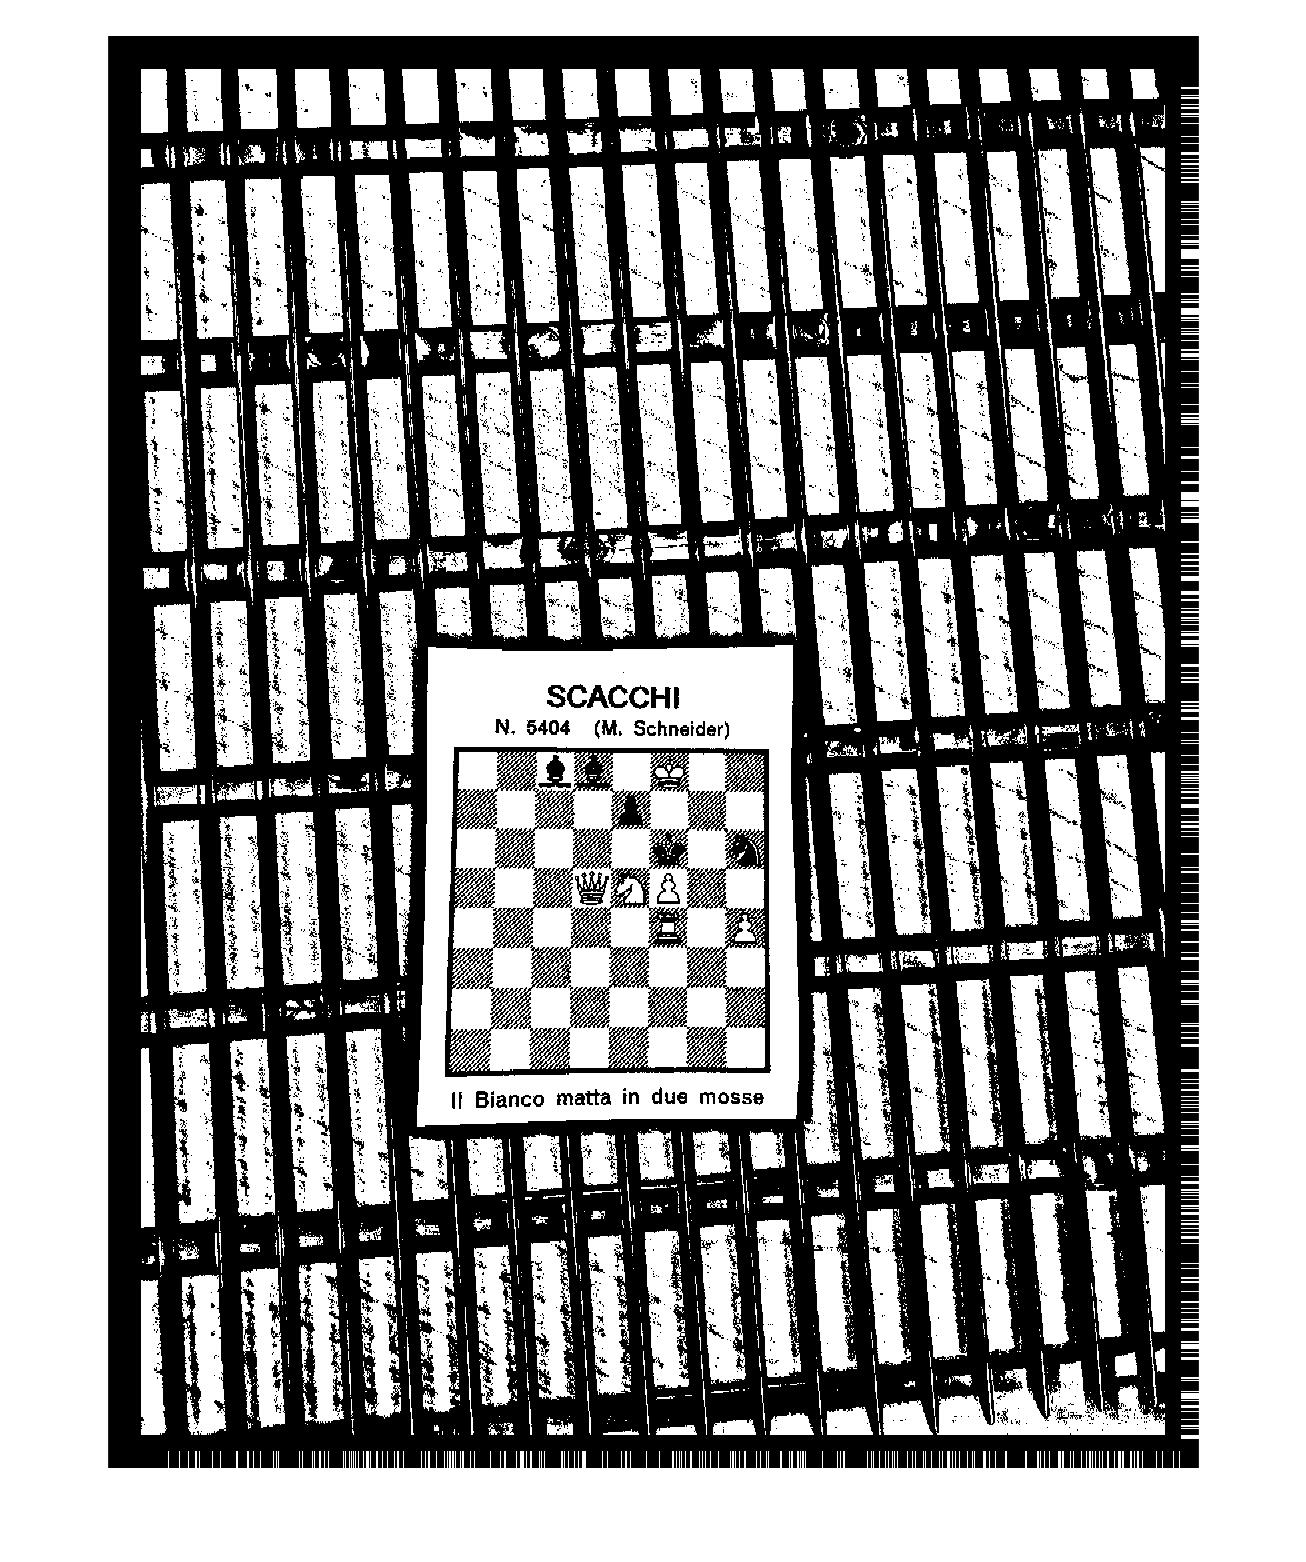 SCACCHI
N. 5404 (M. Schneider)
Il Bianco matta in due mosse